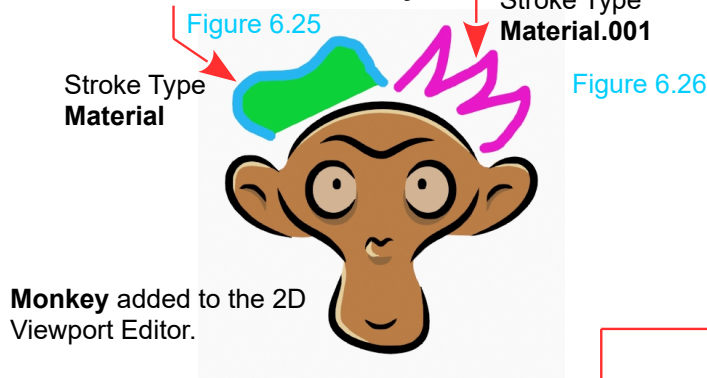 Stroke Type
Material.001
Figure 6.25
Figure 6.26
Stroke Type
Material
Monkey added to the 2D
Viewport Editor.